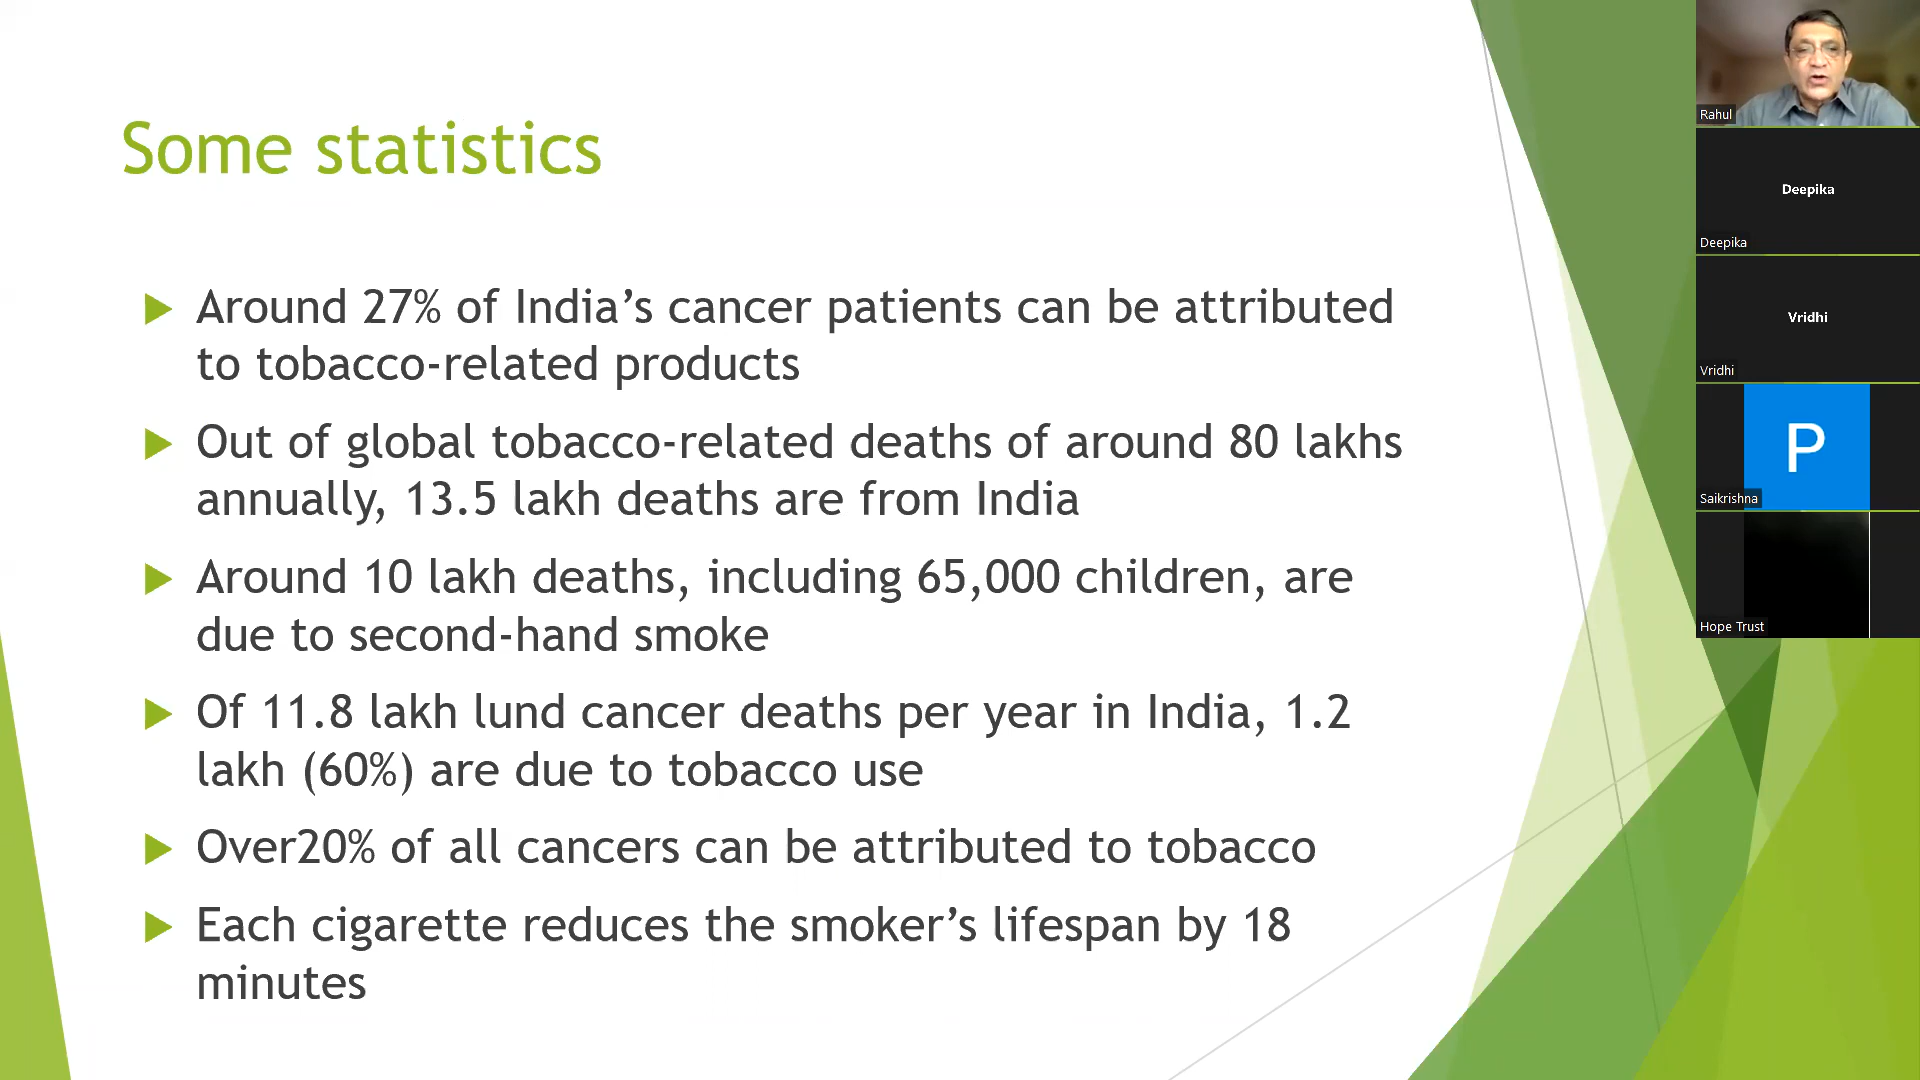 Some statistics
Around 27% of India’s cancer patients can be attributed
to tobacco-related products
Out of global tobacco-related deaths of around 80 lakhs
annually, 13.5 lakh deaths are from India
Around 10 lakh deaths, including 65,000 children, are
due to second-hand smoke
Of 11.8 lakh lund cancer deaths per year in India, 1.2
lakh (60%) are due to tobacco use
Over20% of all cancers can be attributed to tobacco
Each cigarette reduces the smoker’s lifespan by 18
minutes
Rahul
Deepika
Deepika
Vridhi
Vridhi
P
Saikrishna
Hope Trust